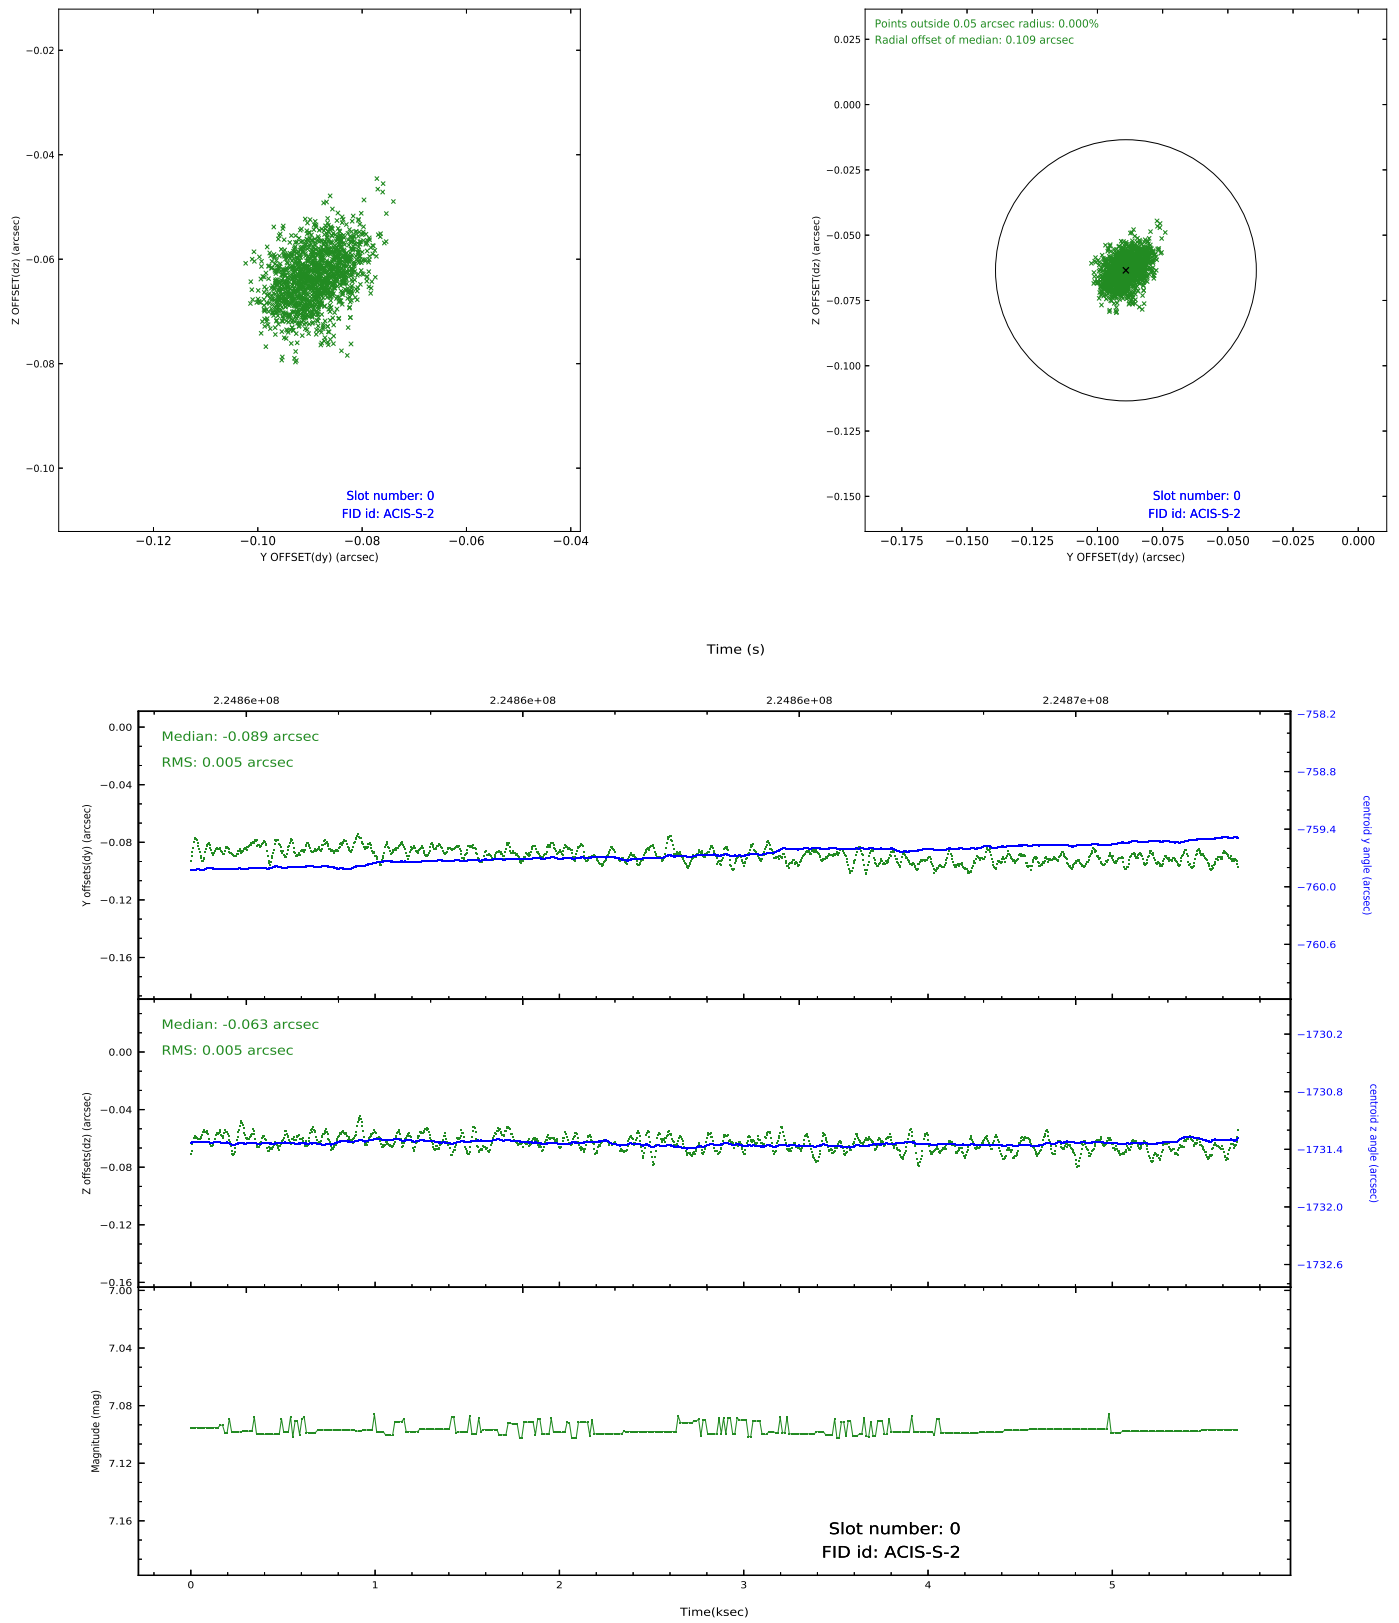 −0.02
−0.04
−0.06
−0.08
−0.10
Z OFFSET(dz) (arcsec)
Slot number: 0
FID id: ACIS-S-2
−0.12
−0.10
−0.08
−0.06
−0.04
Y OFFSET(dy) (arcsec)
Points outside 0.05 arcsec radius: 0.000%
Radial offset of median: 0.109 arcsec
0.025
0.000
−0.025
−0.050
−0.075
−0.100
−0.125
−0.150
Z OFFSET(dz) (arcsec)
Slot number: 0
FID id: ACIS-S-2
−0.175
−0.150
−0.125
−0.100
−0.075
−0.050
−0.025
0.000
Y OFFSET(dy) (arcsec)
Time (s)
2.2486e+08
2.2486e+08
2.2486e+08
2.2487e+08
Median: -0.089 arcsec
RMS: 0.005 arcsec
0.00
−0.04
−0.08
−0.12
−0.16
Y offsets(dy) (arcsec)
−758.2
−758.8
−759.4
−760.0
−760.6
centroid y angle (arcsec)
Median: -0.063 arcsec
RMS: 0.005 arcsec
0.00
−0.04
−0.08
−0.12
−0.16
Z offsets(dz) (arcsec)
−1730.2
−1730.8
−1731.4
−1732.0
−1732.6
centroid z angle (arcsec)
7.00
7.04
7.08
7.12
7.16
Magnitude (mag)
Slot number: 0
FID id: ACIS-S-2
0
1
2
3
4
5
Time(ksec)